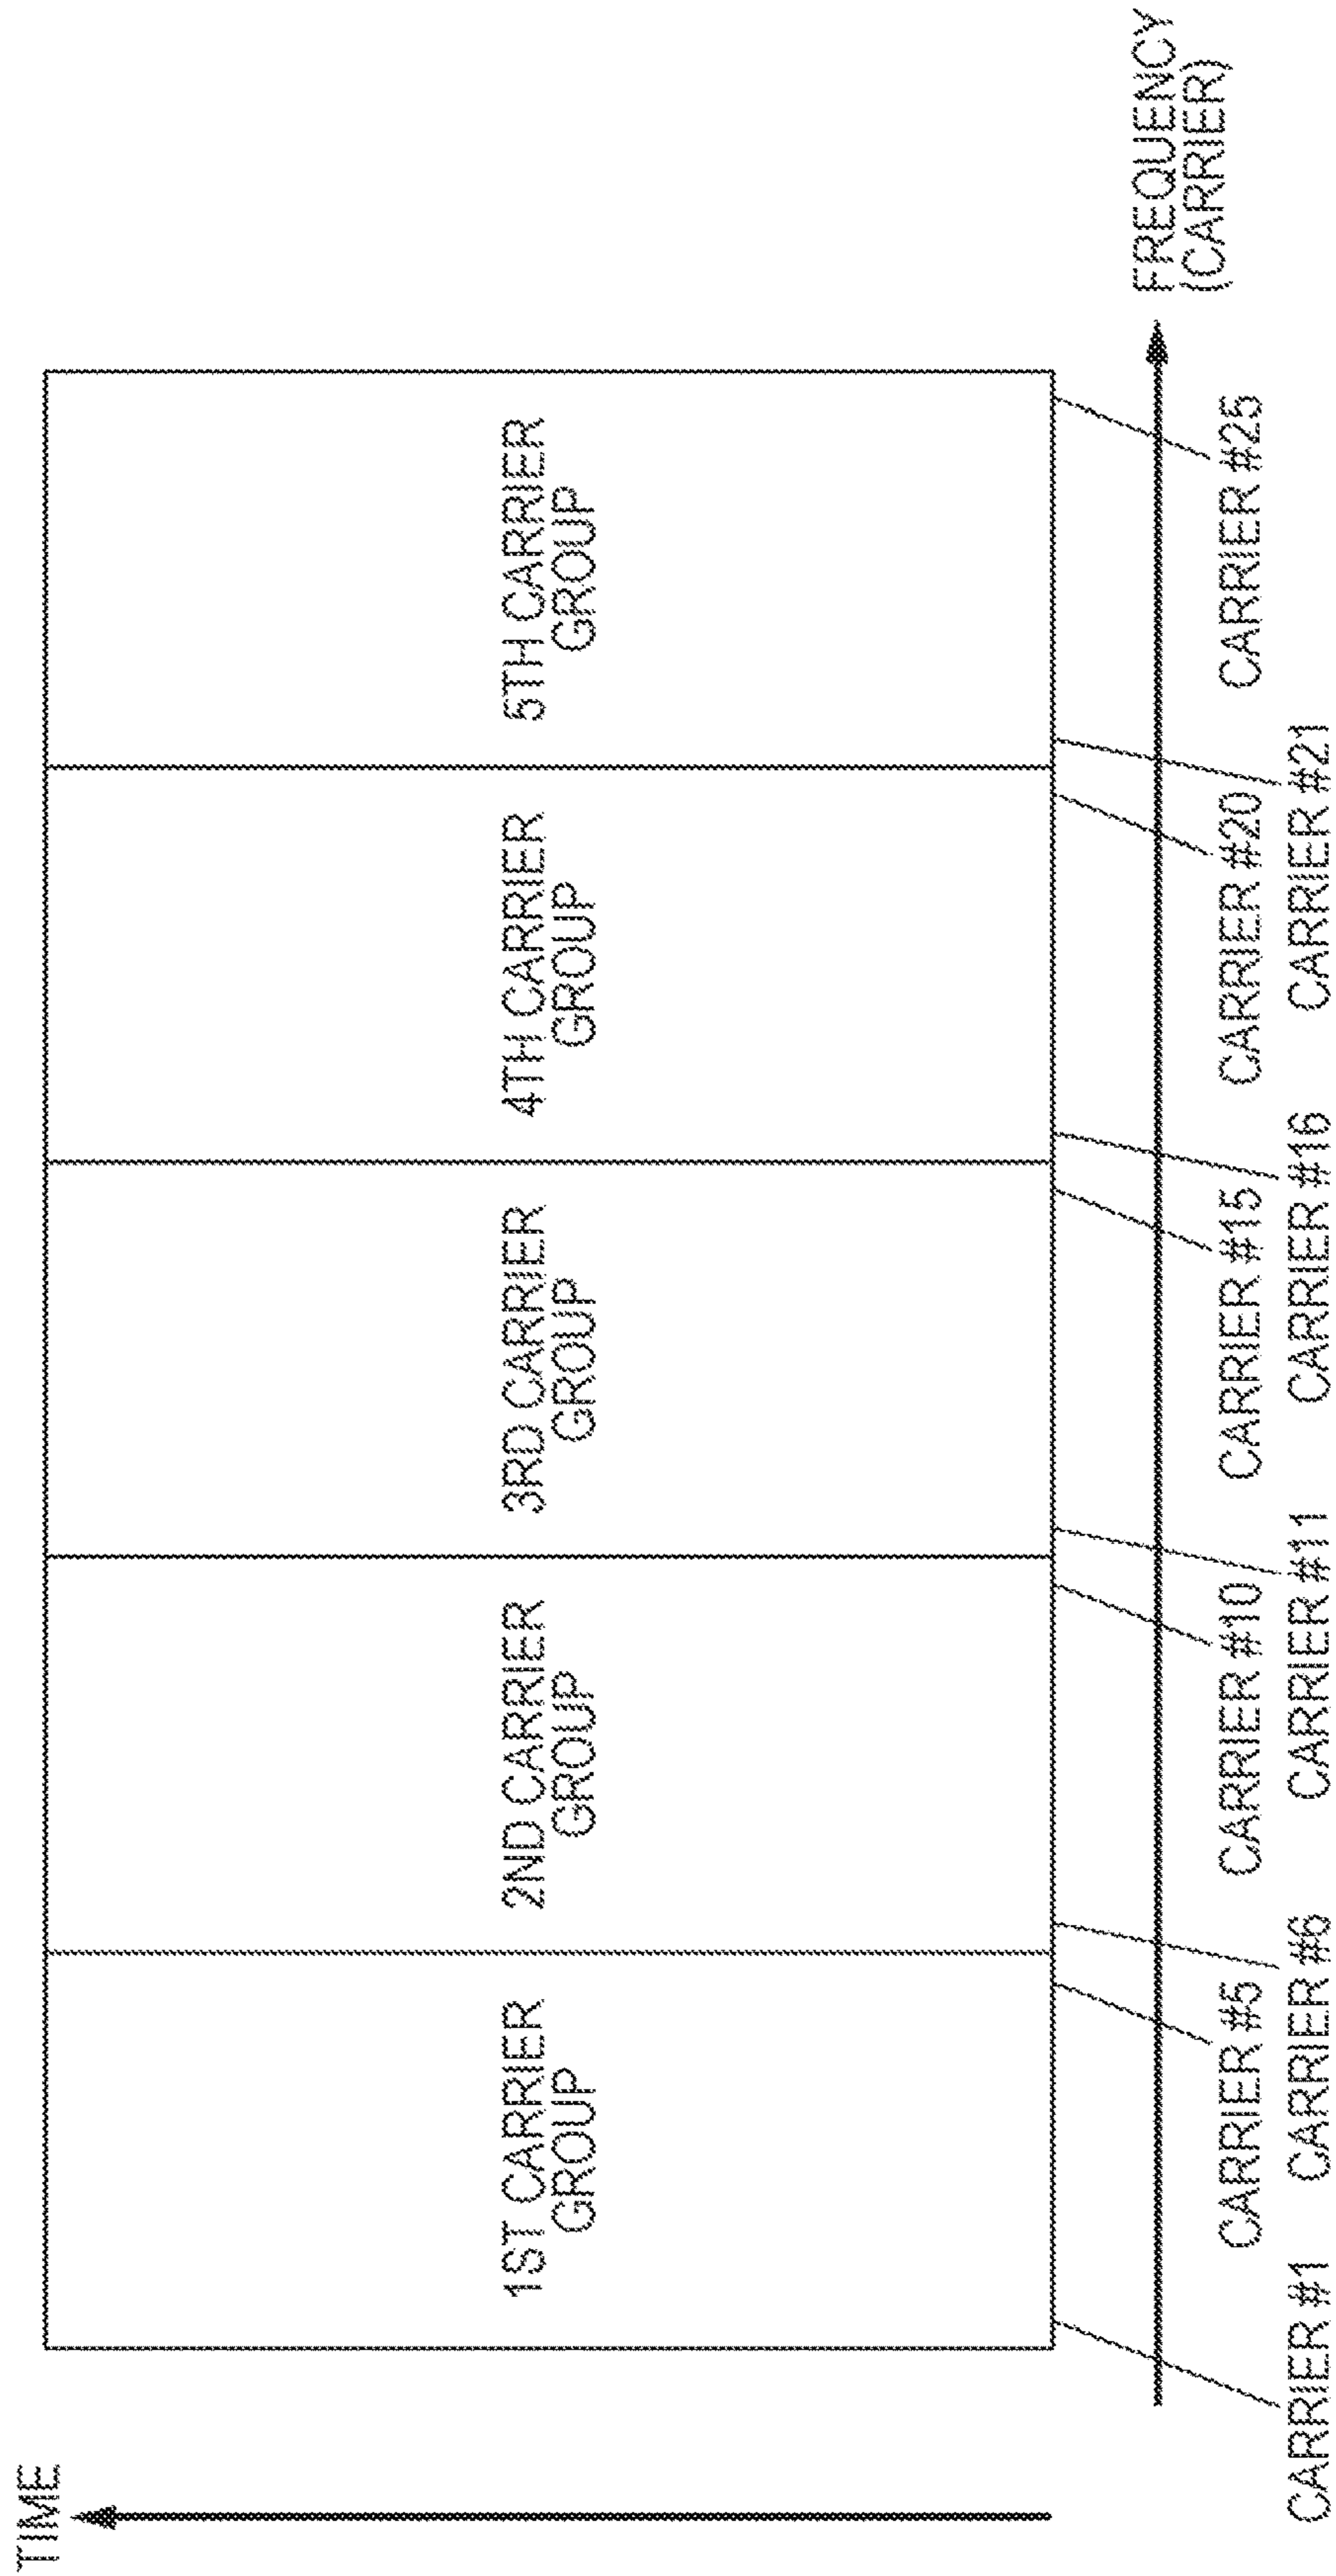 TIME
1ST CARRIER
GROUP
2ND CARRIER
GROUP
3RD CARRIER
GROUP
4TH CARRIER
GROUP
5TH CARRIER
GROUP
FREQUENCY
(CARRIER)
CARRIER #5
CARRIER #10
CARRIER #15
CARRIER #20
CARRIER #25
CARRIER #1
CARRIER #6
CARRIER #11
CARRIER #16
CARRIER #21